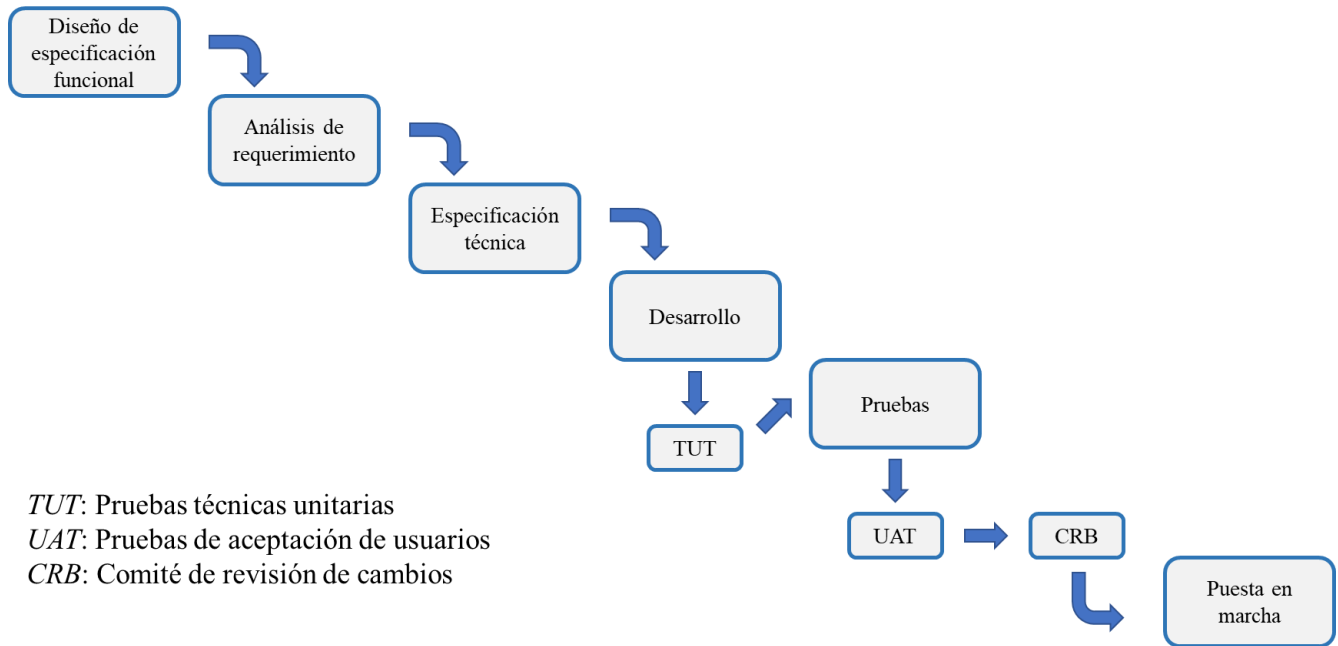 Diseño de
especificación
funcional
Análisis de
requerimiento
Especificación
técnica
Desarrollo
Pruebas
TUT
TUT: Pruebas técnicas unitarias
UAT: Pruebas de aceptación de usuarios
CRB: Comité de revisión de cambios
UAT
CRB
Puesta en
marcha